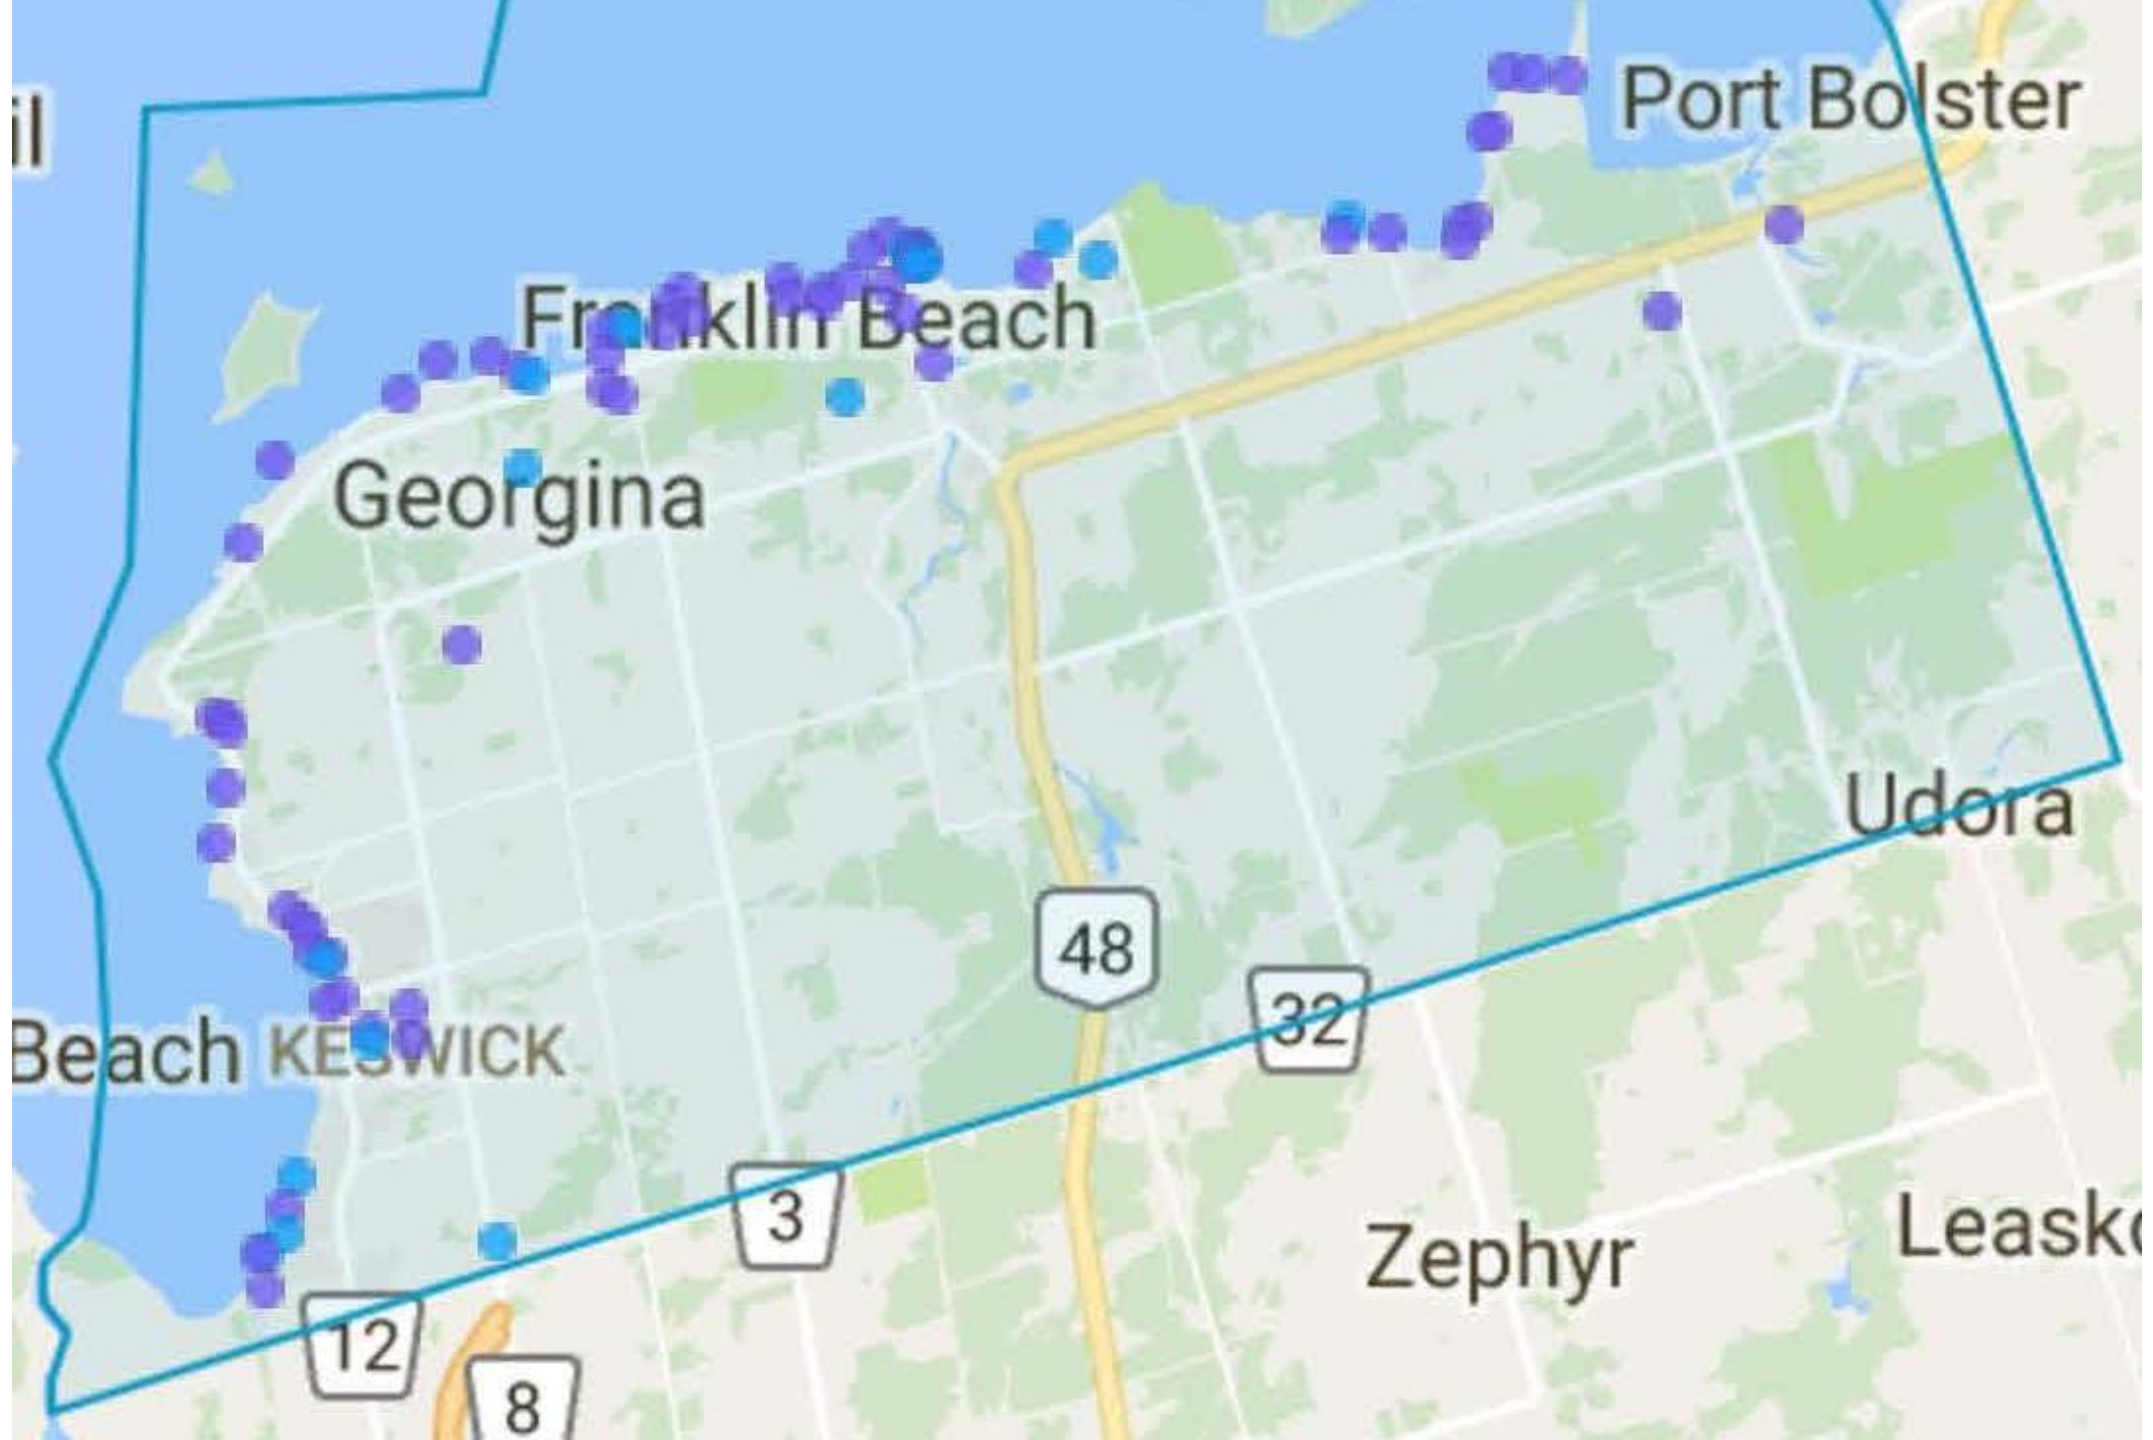 il
Port Bolster
Franklin Beach
Georgina
Udora
48
32
Beach
KESWICK
3
Zephyr
Leask
12
8